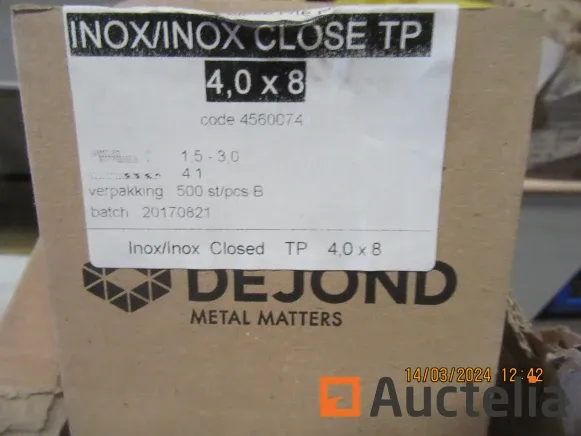 INOX/INOX CLOSE TP
4,0 x 8
code 4560074
1,5 - 3,0
4.1
verpakking 500 st/pcs B
batch 20170821
Inox/Inox Closed TP 4,0 x 8
DEJOND
METAL MATTERS
14/03/2024 12:42
Auctelia